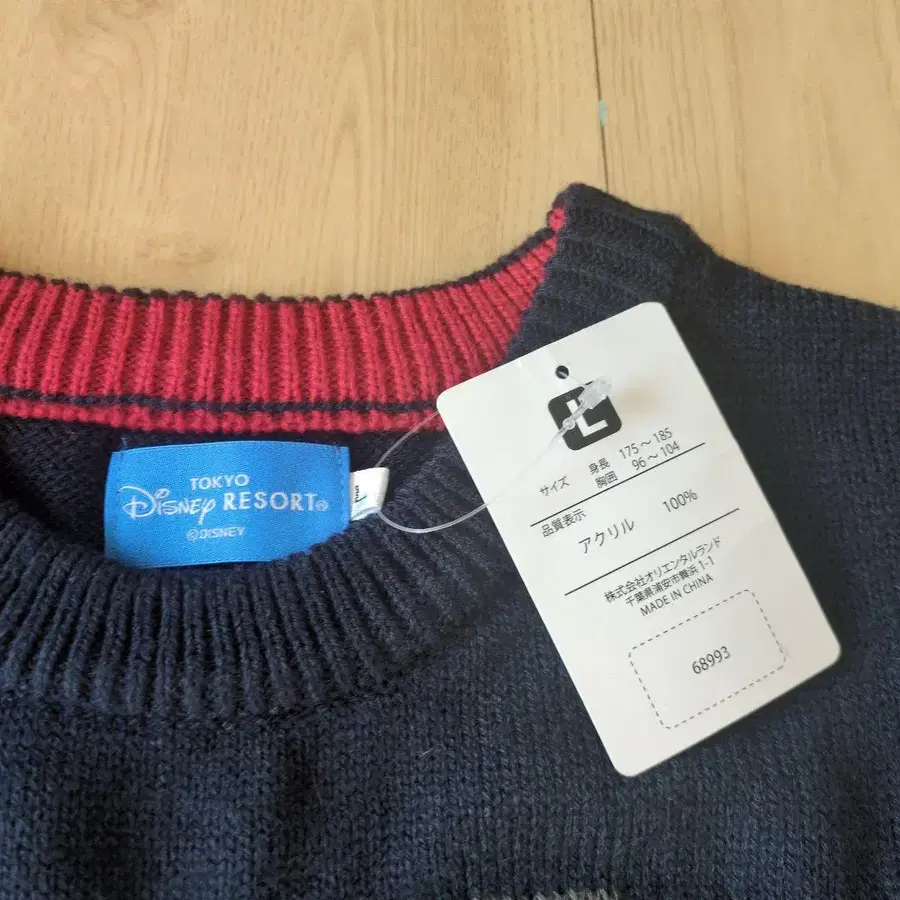 TOKYO
Disney RESORT®
©DISNEY
L
L
サイズ 身長 175～185
胸囲 96～104
品質表示
アクリル 100%
株式会社オリエンタルランド
千葉県浦安市舞浜1-1
MADE IN CHINA
68993